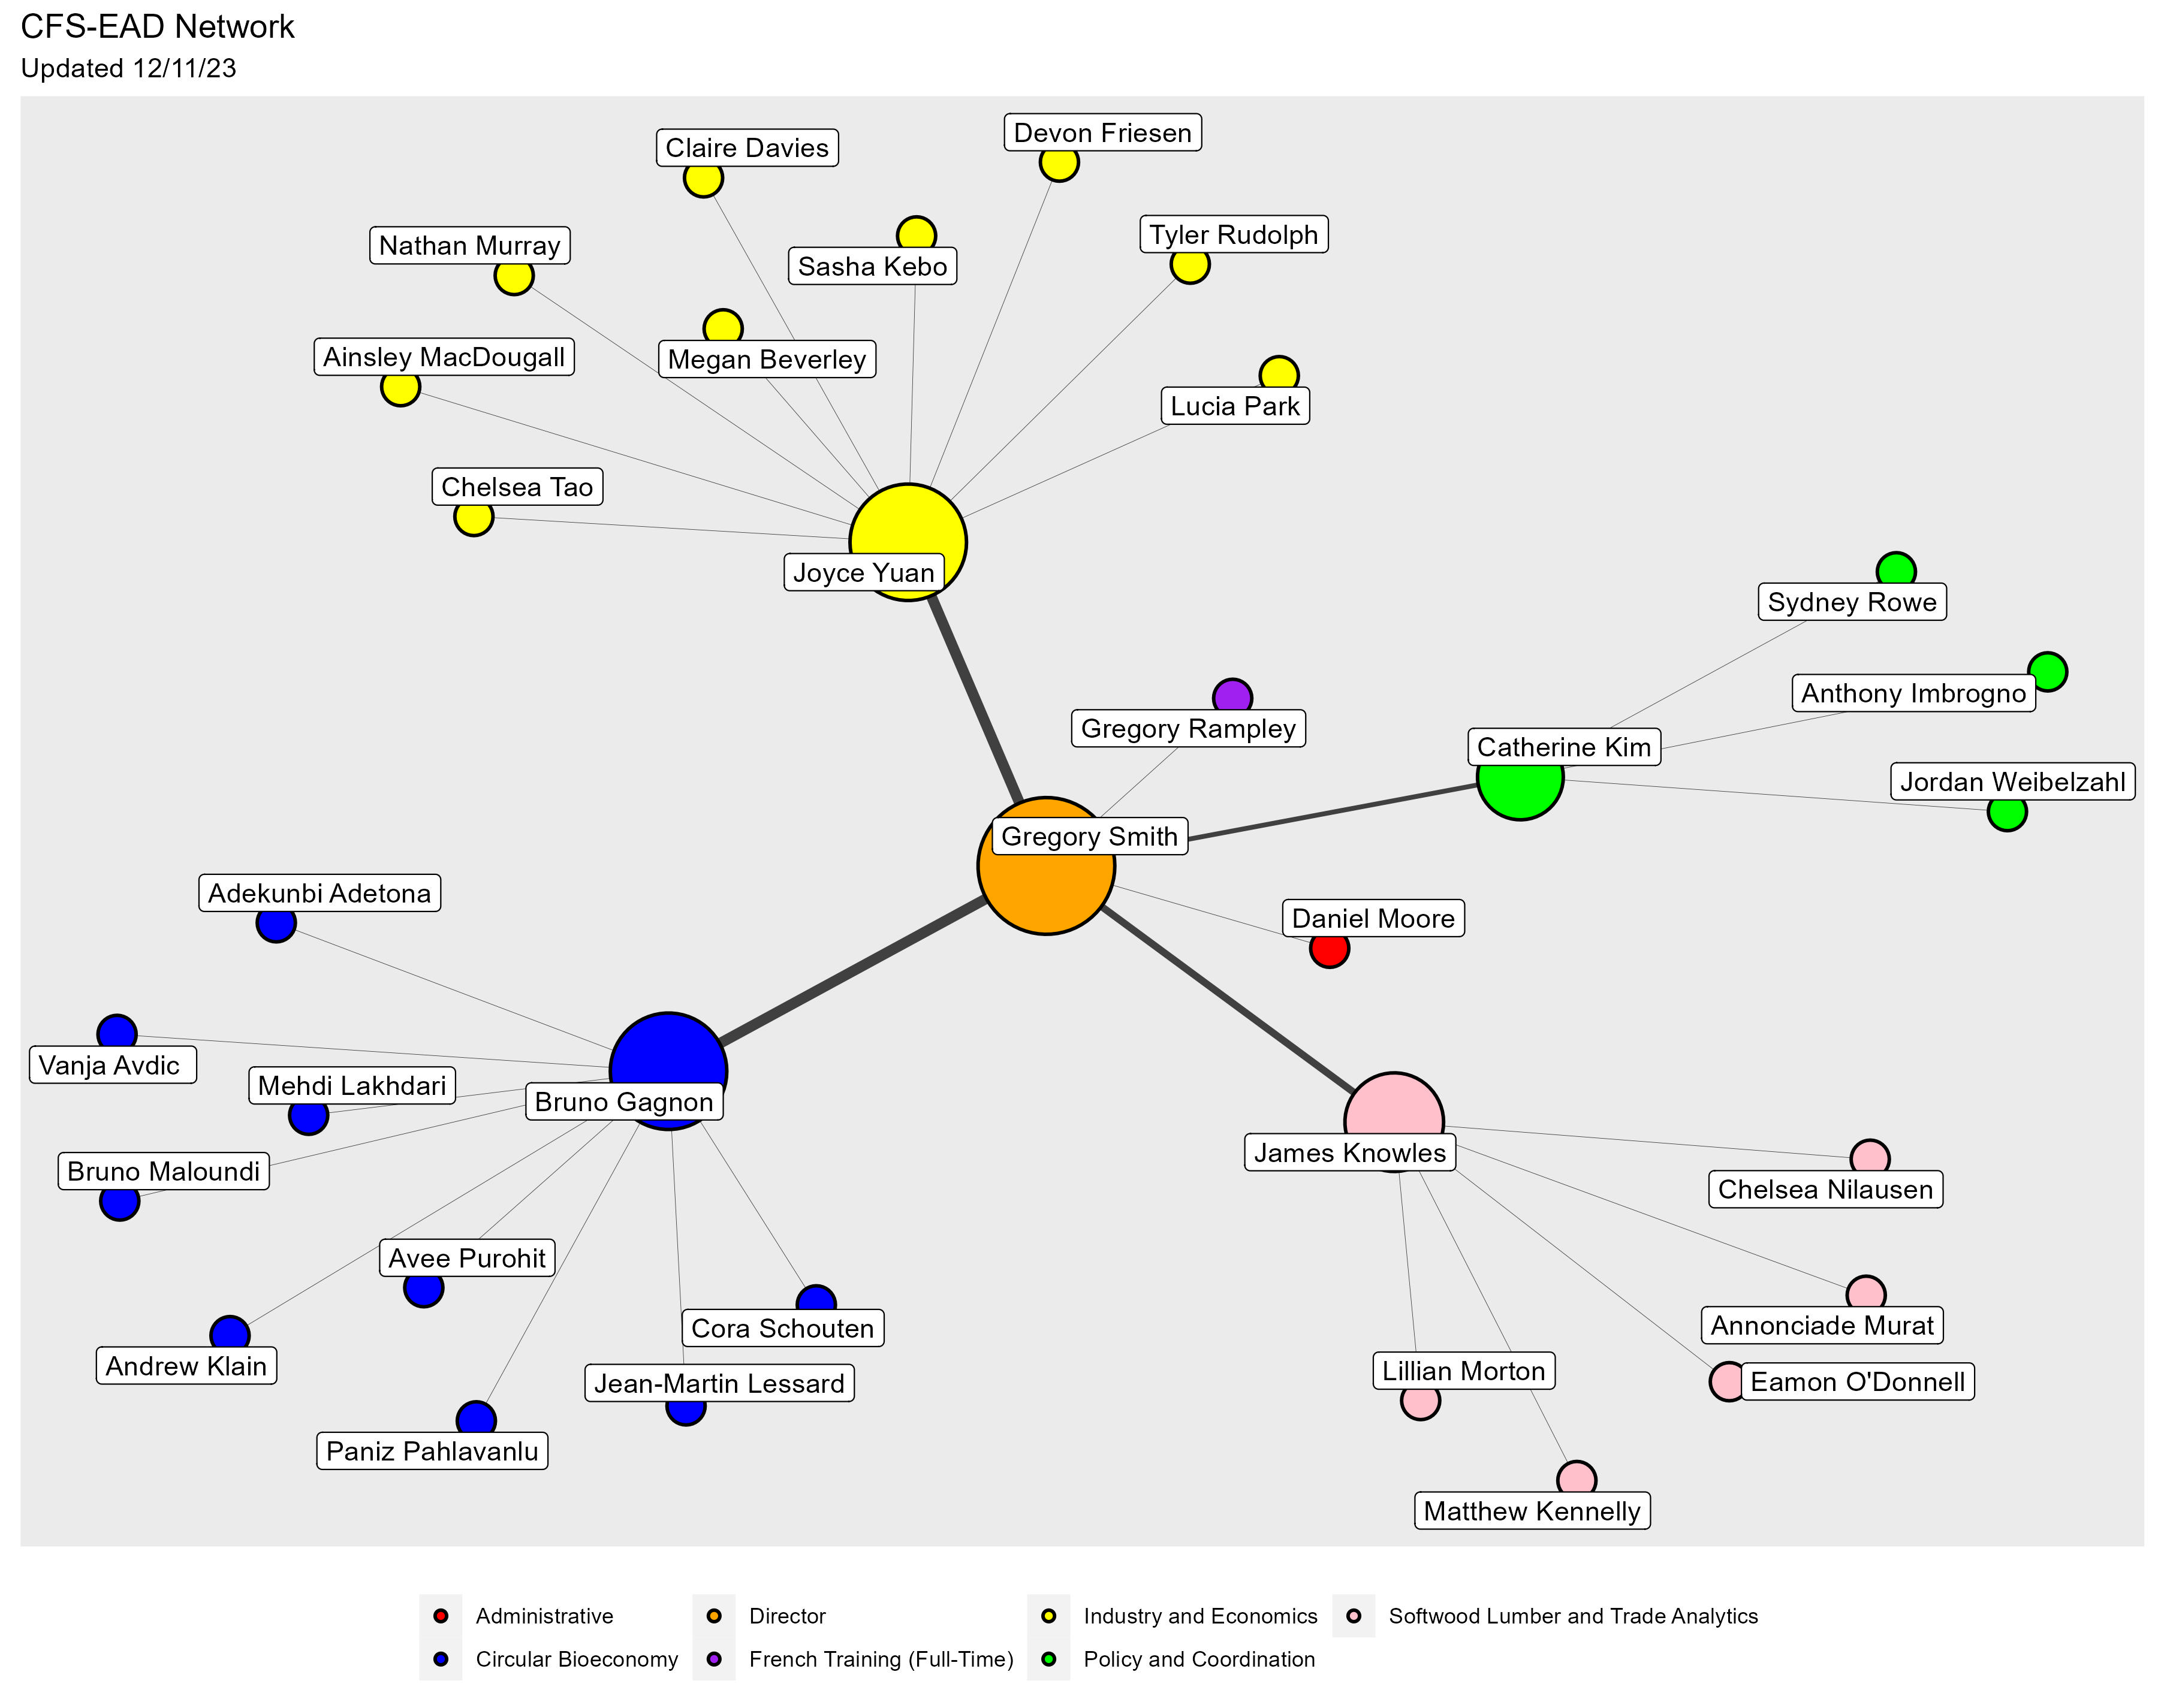 CFS-EAD Network
Updated 12/11/23
Devon Friesen
Claire Davies
Tyler Rudolph
Nathan Murray
Sasha Kebo
Ainsley MacDougall
Megan Beverley
Lucia Park
Chelsea Tao
Joyce Yuan
Sydney Rowe
Anthony Imbrogno
Gregory Rampley
Catherine Kim
Jordan Weibelzahl
Gregory Smith
Adekunbi Adetona
Daniel Moore
Vanja Avdic
Mehdi Lakhdari
Bruno Gagnon
James Knowles
Bruno Maloundi
Chelsea Nilausen
Avee Purohit
Annonciade Murat
Cora Schouten
Andrew Klain
Lillian Morton
Jean-Martin Lessard
Eamon O'Donnell
Paniz Pahlavanlu
Matthew Kennelly
Administrative
Director
Industry and Economics
Softwood Lumber and Trade Analytics
Circular Bioeconomy
French Training (Full-Time)
Policy and Coordination